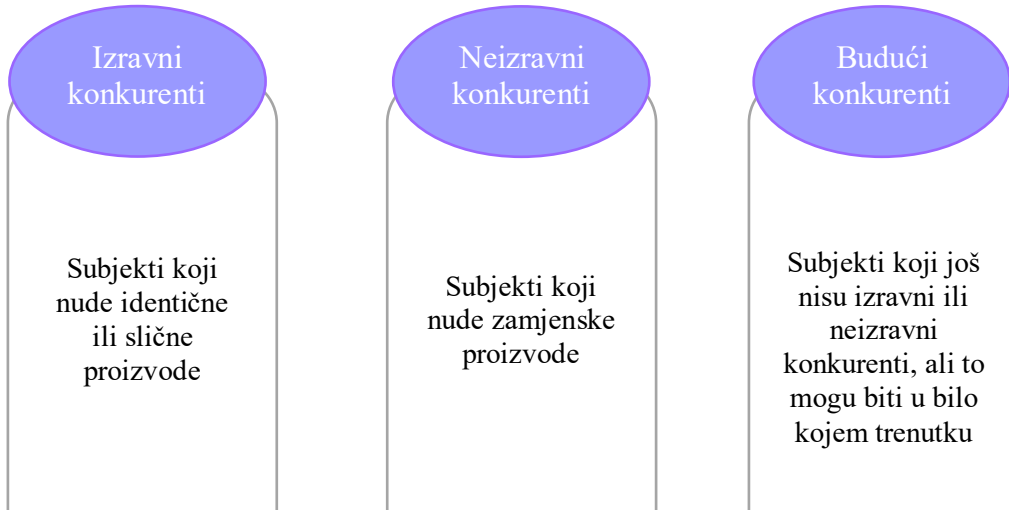 Izravni
konkurenti
Neizravni
konkurenti
Budući
konkurenti
Subjekti koji
nude identične
ili slične
proizvode
Subjekti koji
nude zamjenske
proizvode
Subjekti koji još
nisu izravni ili
neizravni
konkurenti, ali to
mogu biti u bilo
kojem trenutku